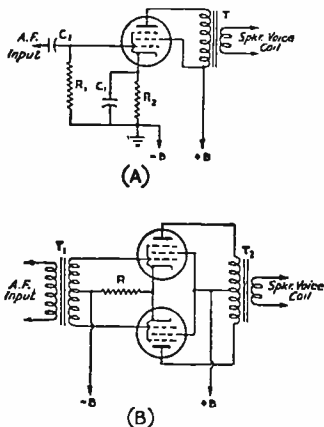 C₁
T
A.F.
Input
Spkr. Voice
Coil
R₁
C₁
R₂
-B
+B
(A)
T₁
T₂
A.F.
Input
R
Spkr. Voice
Coil
-B
+B
(B)